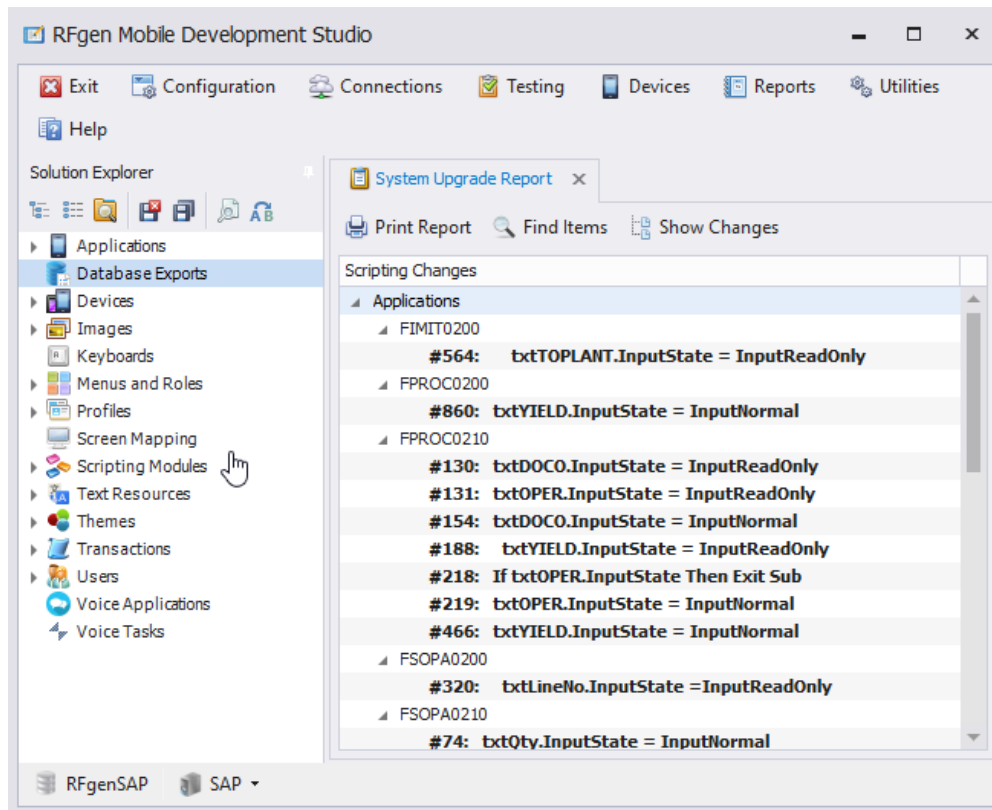 RFgen Mobile Development Studio
Exit Configuration Connections Testing Devices Reports Utilities
Help
Solution Explorer
Applications
Database Exports
Devices
Images
Keyboards
Menus and Roles
Profiles
Screen Mapping
Scripting Modules
Text Resources
Themes
Transactions
Users
Voice Applications
Voice Tasks
System Upgrade Report
Print Report Find Items Show Changes
Scripting Changes
Applications
FIMIT0200
#564: txtTOPLANT.InputState = InputReadOnly
FPROC0200
#860: txtYIELD.InputState = InputNormal
FPROC0210
#130: txtDOCO.InputState = InputReadOnly
#131: txtOPER.InputState = InputReadOnly
#154: txtDOCO.InputState = InputNormal
#188: txtYIELD.InputState = InputReadOnly
#218: If txtOPER.InputState Then Exit Sub
#219: txtOPER.InputState = InputNormal
#466: txtYIELD.InputState = InputNormal
FSOPA0200
#320: txtLineNo.InputState =InputReadOnly
FSOPA0210
#74: txtQty.InputState = InputNormal
RFgenSAP SAP